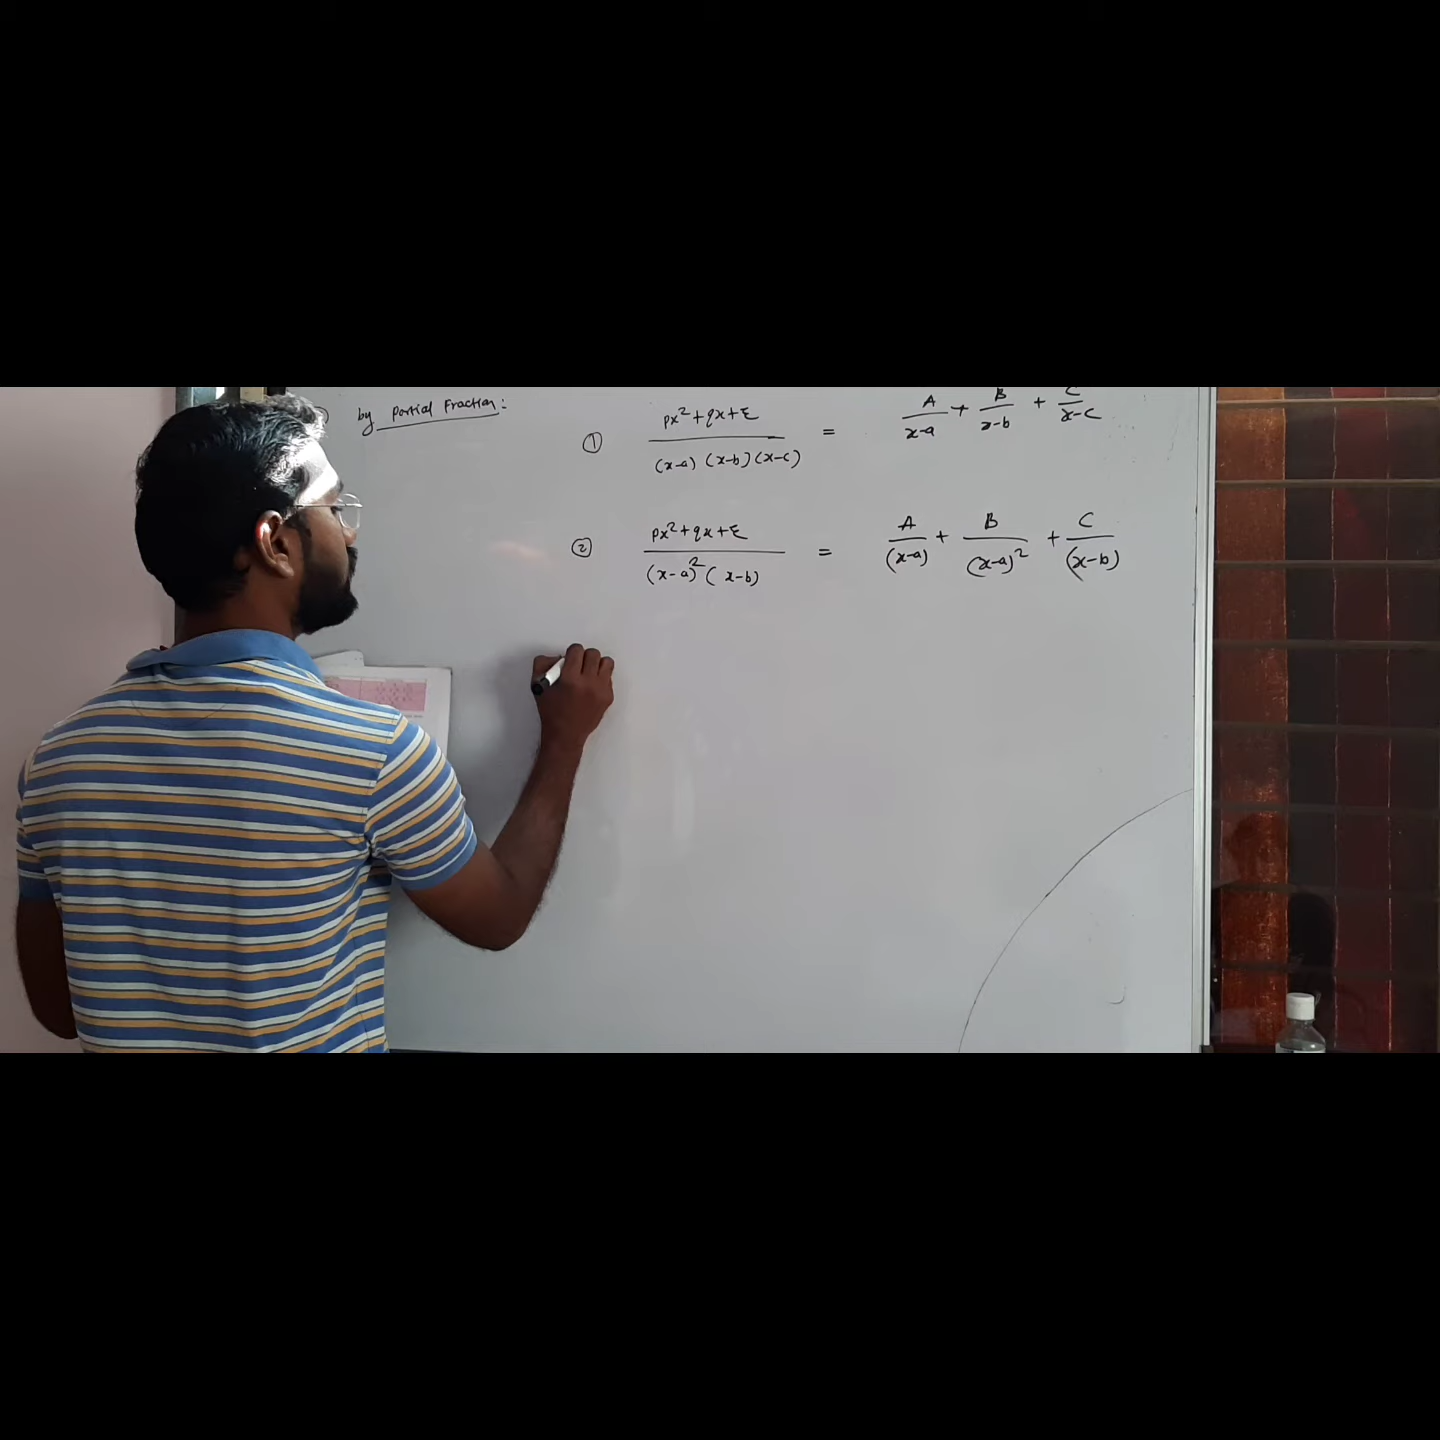 by Partial Fraction:
① px²+qx+r / (x-a) (x-b) (x-c) = A/x-a + B/x-b + C/x-c
② px²+qx+r / (x-a)² (x-b) = A/(x-a) + B/(x-a)² + C/(x-b)